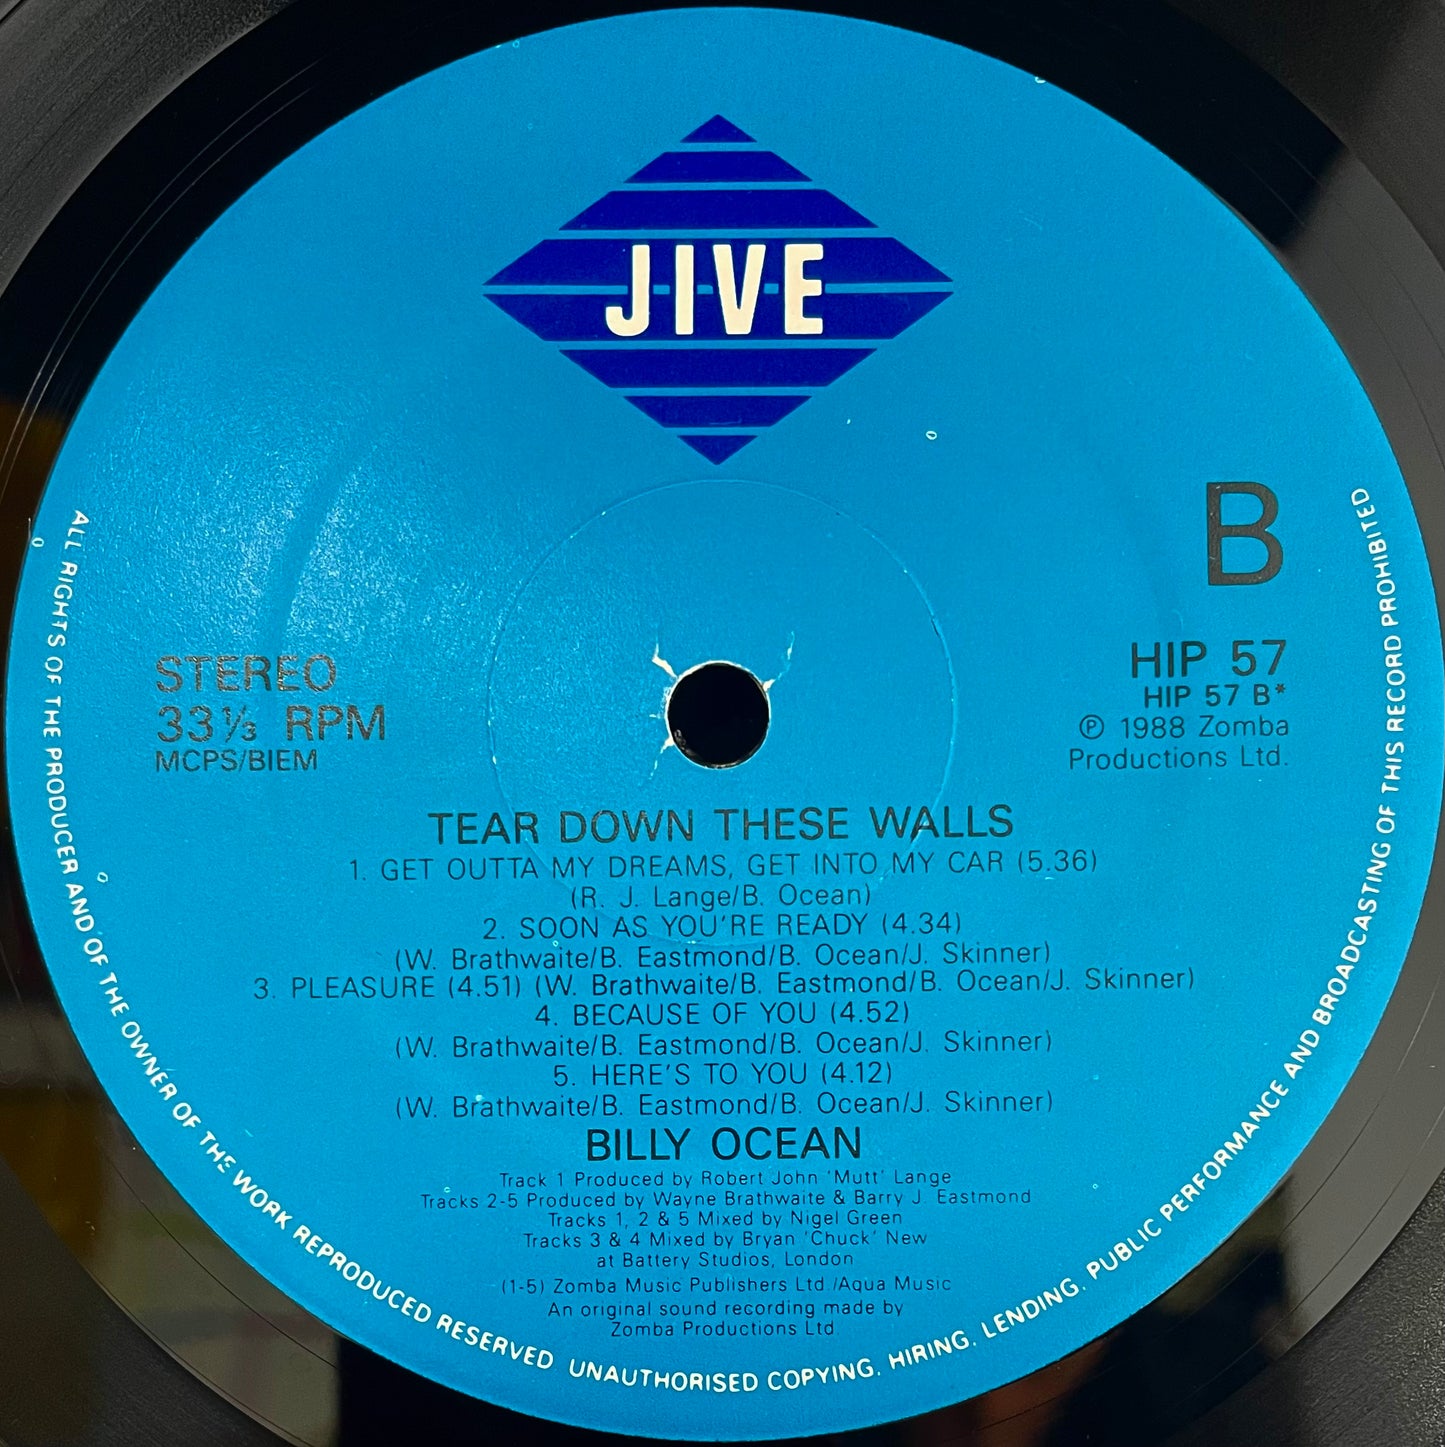 JIVE
B
STEREO
33⅓ RPM
MCPS/BIEM
HIP 57
HIP 57 B*
℗ 1988 Zomba
Productions Ltd.
TEAR DOWN THESE WALLS
1. GET OUTTA MY DREAMS, GET INTO MY CAR (5.36)
(R. J. Lange/B. Ocean)
2. SOON AS YOU'RE READY (4.34)
(W. Brathwaite/B. Eastmond/B. Ocean/J. Skinner)
3. PLEASURE (4.51) (W. Brathwaite/B. Eastmond/B. Ocean/J. Skinner)
4. BECAUSE OF YOU (4.52)
(W. Brathwaite/B. Eastmond/B. Ocean/J. Skinner)
5. HERE'S TO YOU (4.12)
(W. Brathwaite/B. Eastmond/B. Ocean/J. Skinner)
BILLY OCEAN
Track 1 Produced by Robert John 'Mutt' Lange
Tracks 2-5 Produced by Wayne Brathwaite & Barry J. Eastmond
Tracks 1, 2 & 5 Mixed by Nigel Green
Tracks 3 & 4 Mixed by Bryan 'Chuck' New
at Battery Studios, London
(1-5) Zomba Music Publishers Ltd./Aqua Music
An original sound recording made by
Zomba Productions Ltd
ALL RIGHTS OF THE PRODUCER AND OF THE OWNER OF THE WORK REPRODUCED RESERVED UNAUTHORISED COPYING, HIRING, LENDING, PUBLIC PERFORMANCE AND BROADCASTING OF THIS RECORD PROHIBITED